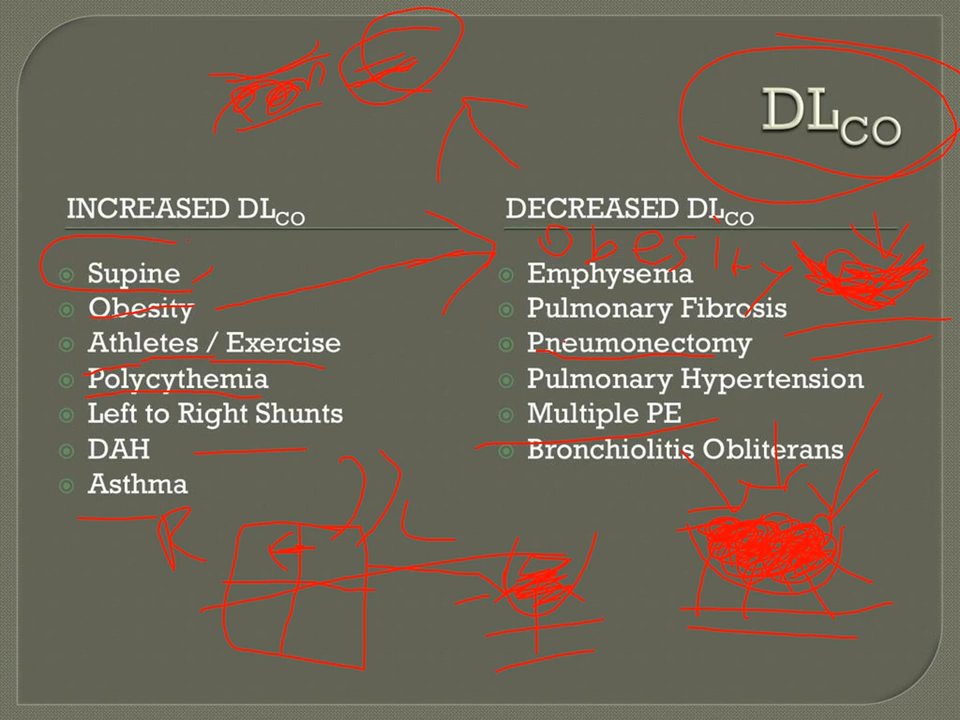 DLCO
INCREASED DLCO
Supine
Obesity
Athletes / Exercise
Polycythemia
Left to Right Shunts
DAH
Asthma
R
L
DECREASED DLCO
Obesity
Emphysema
Pulmonary Fibrosis
Pneumonectomy
Pulmonary Hypertension
Multiple PE
Bronchiolitis Obliterans